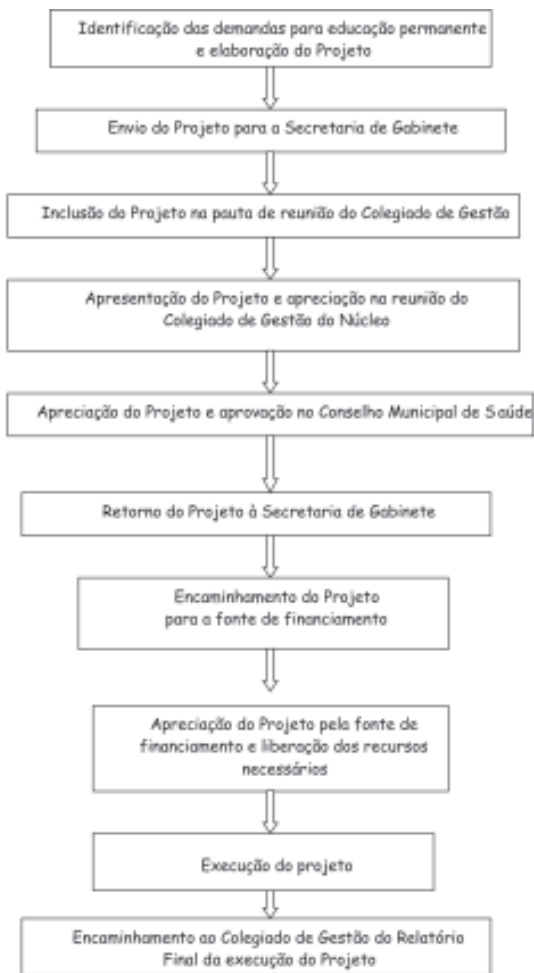 Identificação das demandas para educação permanente
e elaboração do Projeto
Envio do Projeto para a Secretaria de Gabinete
Inclusão do Projeto na pauta de reunião do Colegiado de Gestão
Apresentação do Projeto e apreciação na reunião do
Colegiado de Gestão do Núcleo
Apreciação do Projeto e aprovação no Conselho Municipal de Saúde
Retorno do Projeto à Secretaria de Gabinete
Encaminhamento do Projeto
para a fonte de financiamento
Apreciação do Projeto pela fonte de
financiamento e liberação dos recursos
necessários
Execução do projeto
Encaminhamento ao Colegiado de Gestão do Relatório
Final da execução do Projeto